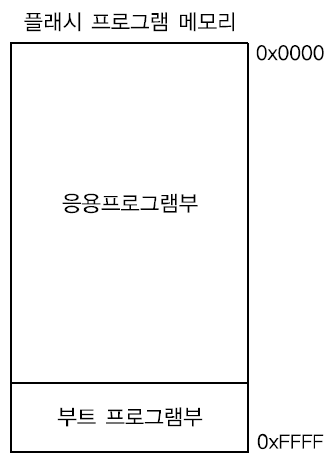 플래시 프로그램 메모리
0x0000
응용프로그램부
부트 프로그램부
0xFFFF